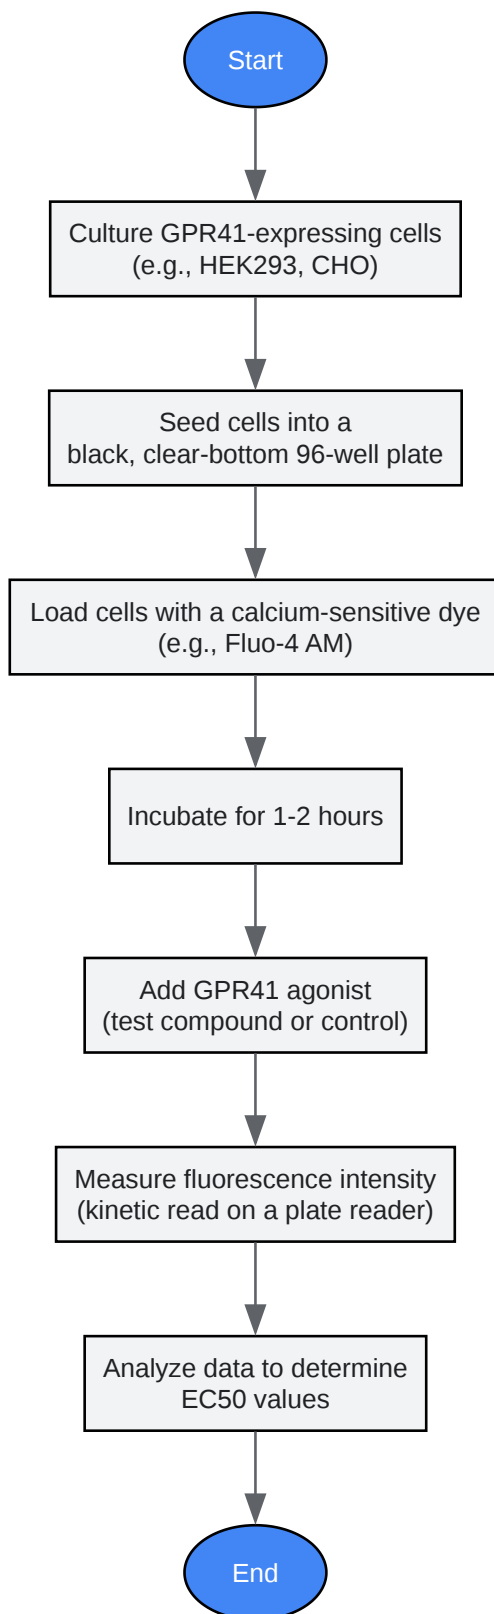 Start
Culture GPR41-expressing cells
(e.g., HEK293, CHO)
Seed cells into a
black, clear-bottom 96-well plate
Load cells with a calcium-sensitive dye
(e.g., Fluo-4 AM)
Incubate for 1-2 hours
Add GPR41 agonist
(test compound or control)
Measure fluorescence intensity
(kinetic read on a plate reader)
Analyze data to determine
EC50 values
End